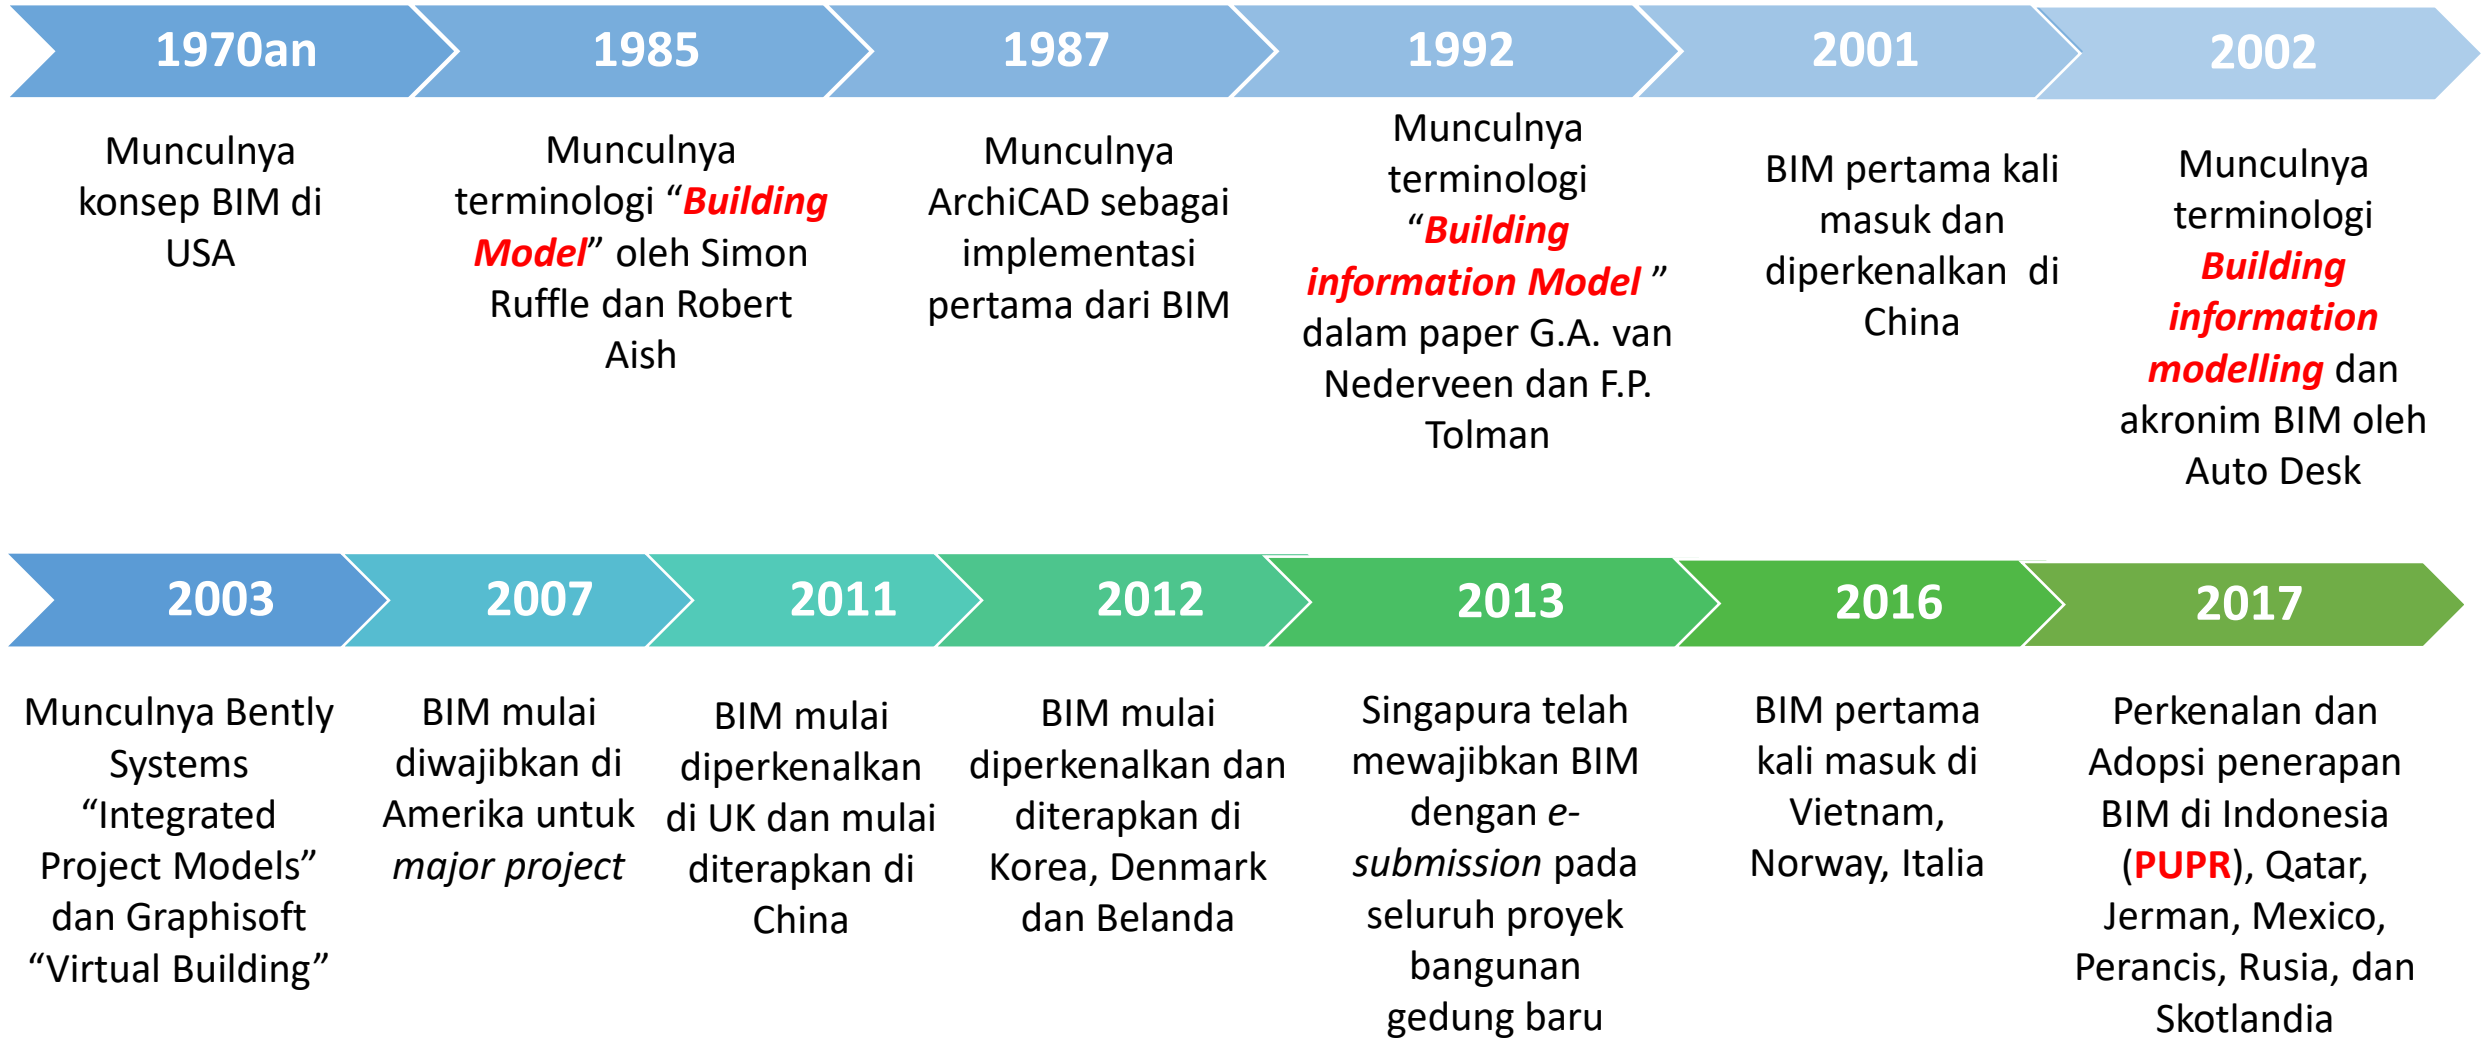 1970an
Munculnya
konsep BIM di
USA
1985
Munculnya
terminologi “Building
Model” oleh Simon
Ruffle dan Robert
Aish
1987
Munculnya
ArchiCAD sebagai
implementasi
pertama dari BIM
1992
Munculnya
terminologi
“Building
information Model ”
dalam paper G.A. van
Nederveen dan F.P.
Tolman
2001
BIM pertama kali
masuk dan
diperkenalkan  di
China
2002
Munculnya
terminologi
Building
information
modelling dan
akronim BIM oleh
Auto Desk
2003
Munculnya Bently
Systems
“Integrated
Project Models”
dan Graphisoft
“Virtual Building”
2007
BIM mulai
diwajibkan di
Amerika untuk
major project
2011
BIM mulai
diperkenalkan
di UK dan mulai
diterapkan di
China
2012
BIM mulai
diperkenalkan dan
diterapkan di
Korea, Denmark
dan Belanda
2013
Singapura telah
mewajibkan BIM
dengan e-
submission pada
seluruh proyek
bangunan
gedung baru
2016
BIM pertama
kali masuk di
Vietnam,
Norway, Italia
2017
Perkenalan dan
Adopsi penerapan
BIM di Indonesia
(PUPR), Qatar,
Jerman, Mexico,
Perancis, Rusia, dan
Skotlandia